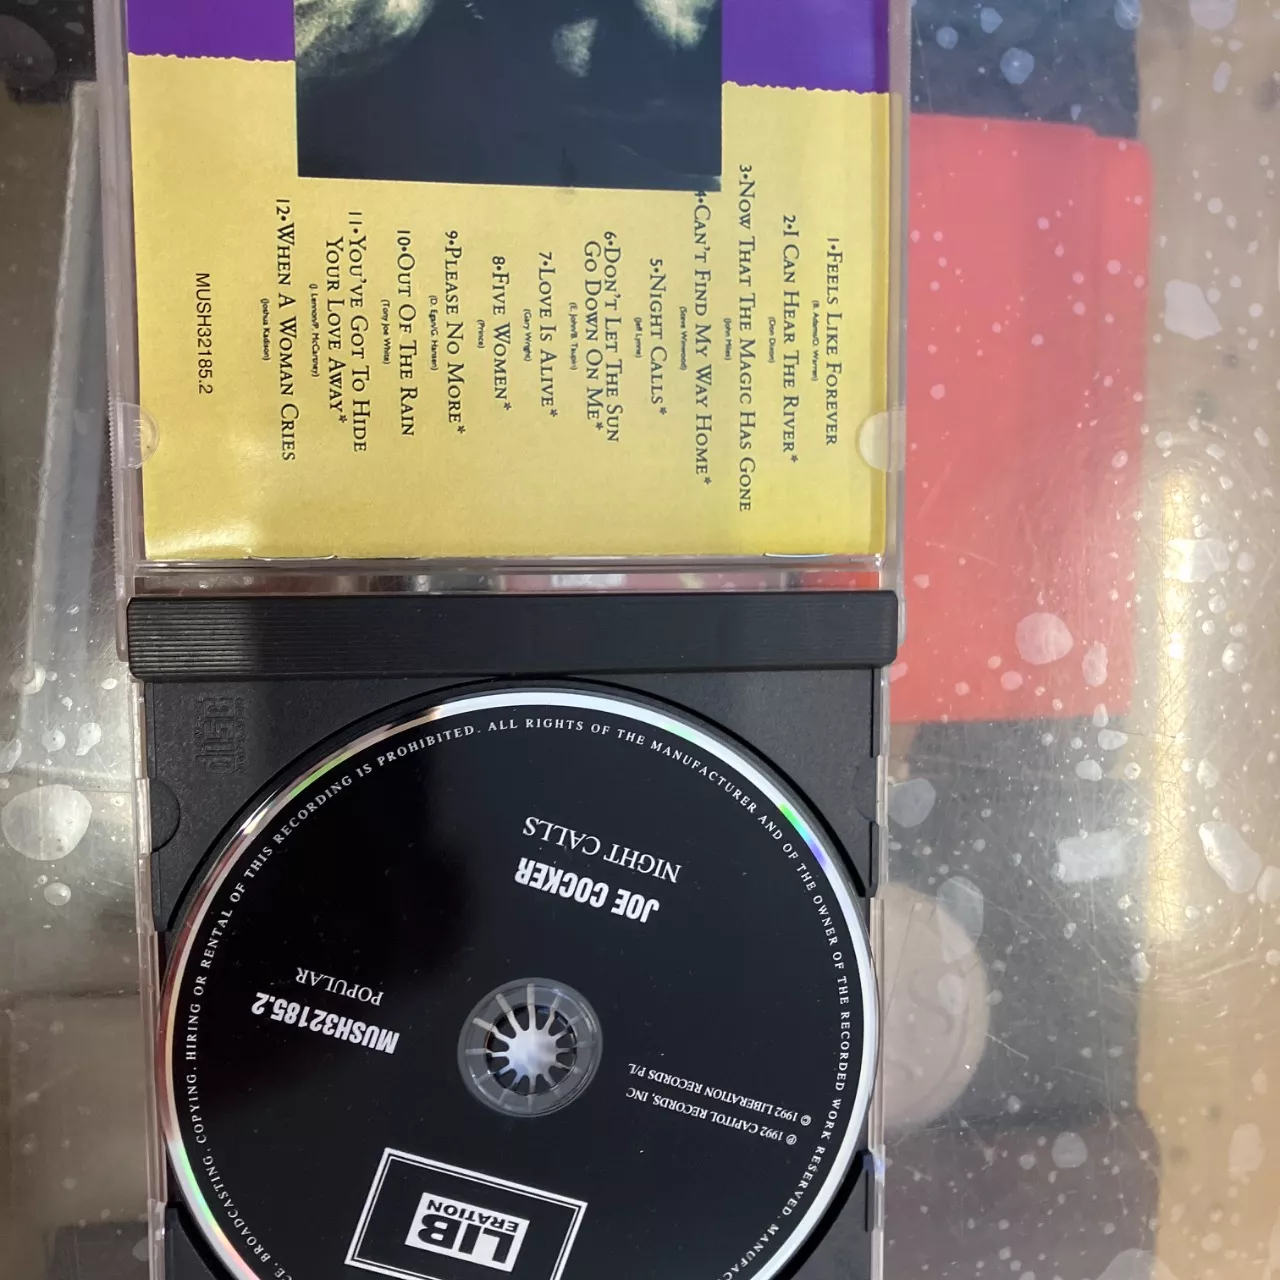 1•FEELS LIKE FOREVER
(B. Adams/D. Warren)
2•I CAN HEAR THE RIVER*
(Don Dixon)
3•NOW THAT THE MAGIC HAS GONE
(John Miles)
4•CAN'T FIND MY WAY HOME*
(Steve Winwood)
5•NIGHT CALLS*
(Jeff Lynne)
6•DON'T LET THE SUN
GO DOWN ON ME*
(E. John/B. Taupin)
7•LOVE IS ALIVE*
(Gary Wright)
8•FIVE WOMEN*
(Prince)
9•PLEASE NO MORE*
(D. Egan/G. Hansen)
10•OUT OF THE RAIN
(Tony Joe White)
11•YOU'VE GOT TO HIDE
YOUR LOVE AWAY*
(J. Lennon/P. McCartney)
12•WHEN A WOMAN CRIES
(Joshua Kadison)
MUSH32185.2
LIB
ERATION
℗ 1992 CAPITOL RECORDS, INC
© 1992 LIBERATION RECORDS P/L
MUSH32185.2
POPULAR
JOE COCKER
NIGHT CALLS
ALL RIGHTS OF THE MANUFACTURER AND OF THE OWNER OF THE RECORDED WORK RESERVED. BROADCASTING. COPYING. HIRING OR RENTAL OF THIS RECORDING IS PROHIBITED.